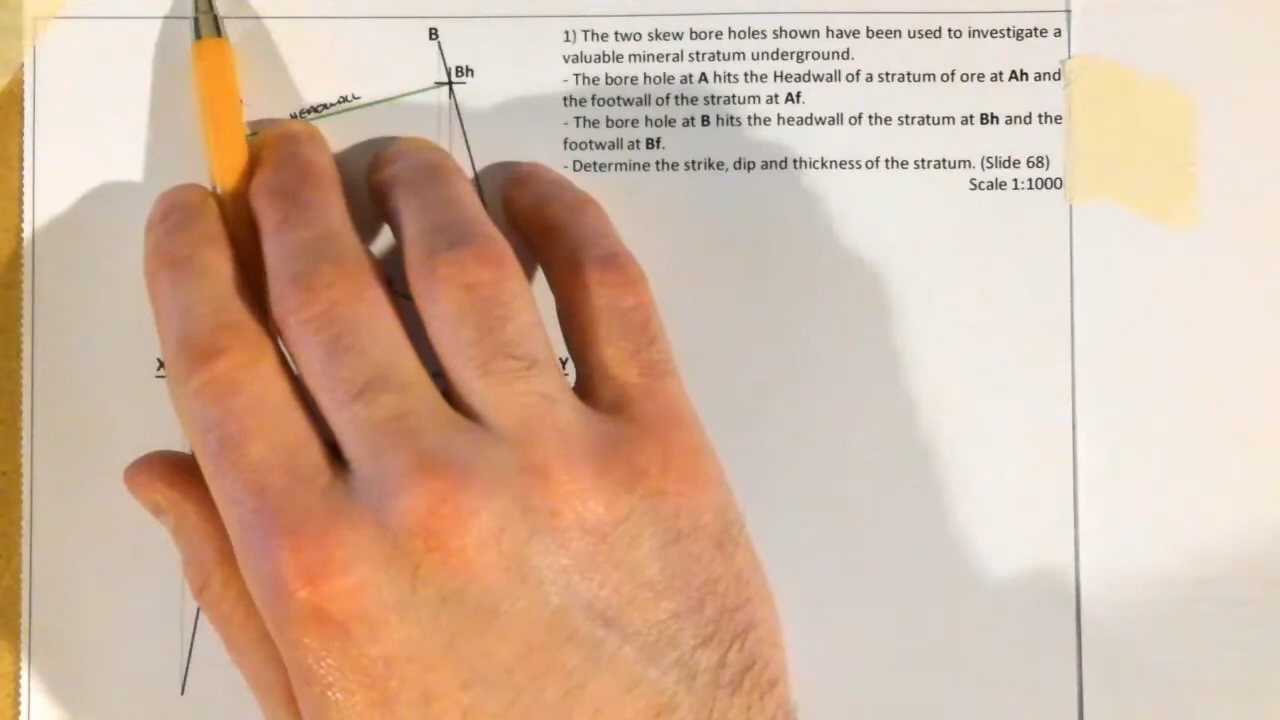 B
1) The two skew bore holes shown have been used to investigate a
Bh
valuable mineral stratum underground.
- The bore hole at A hits the Headwall of a stratum of ore at Ah and
HEADWALL
the footwall of the stratum at Af.
- The bore hole at B hits the headwall of the stratum at Bh and the
footwall at Bf.
- Determine the strike, dip and thickness of the stratum. (Slide 68)
Scale 1:1000
X
Y